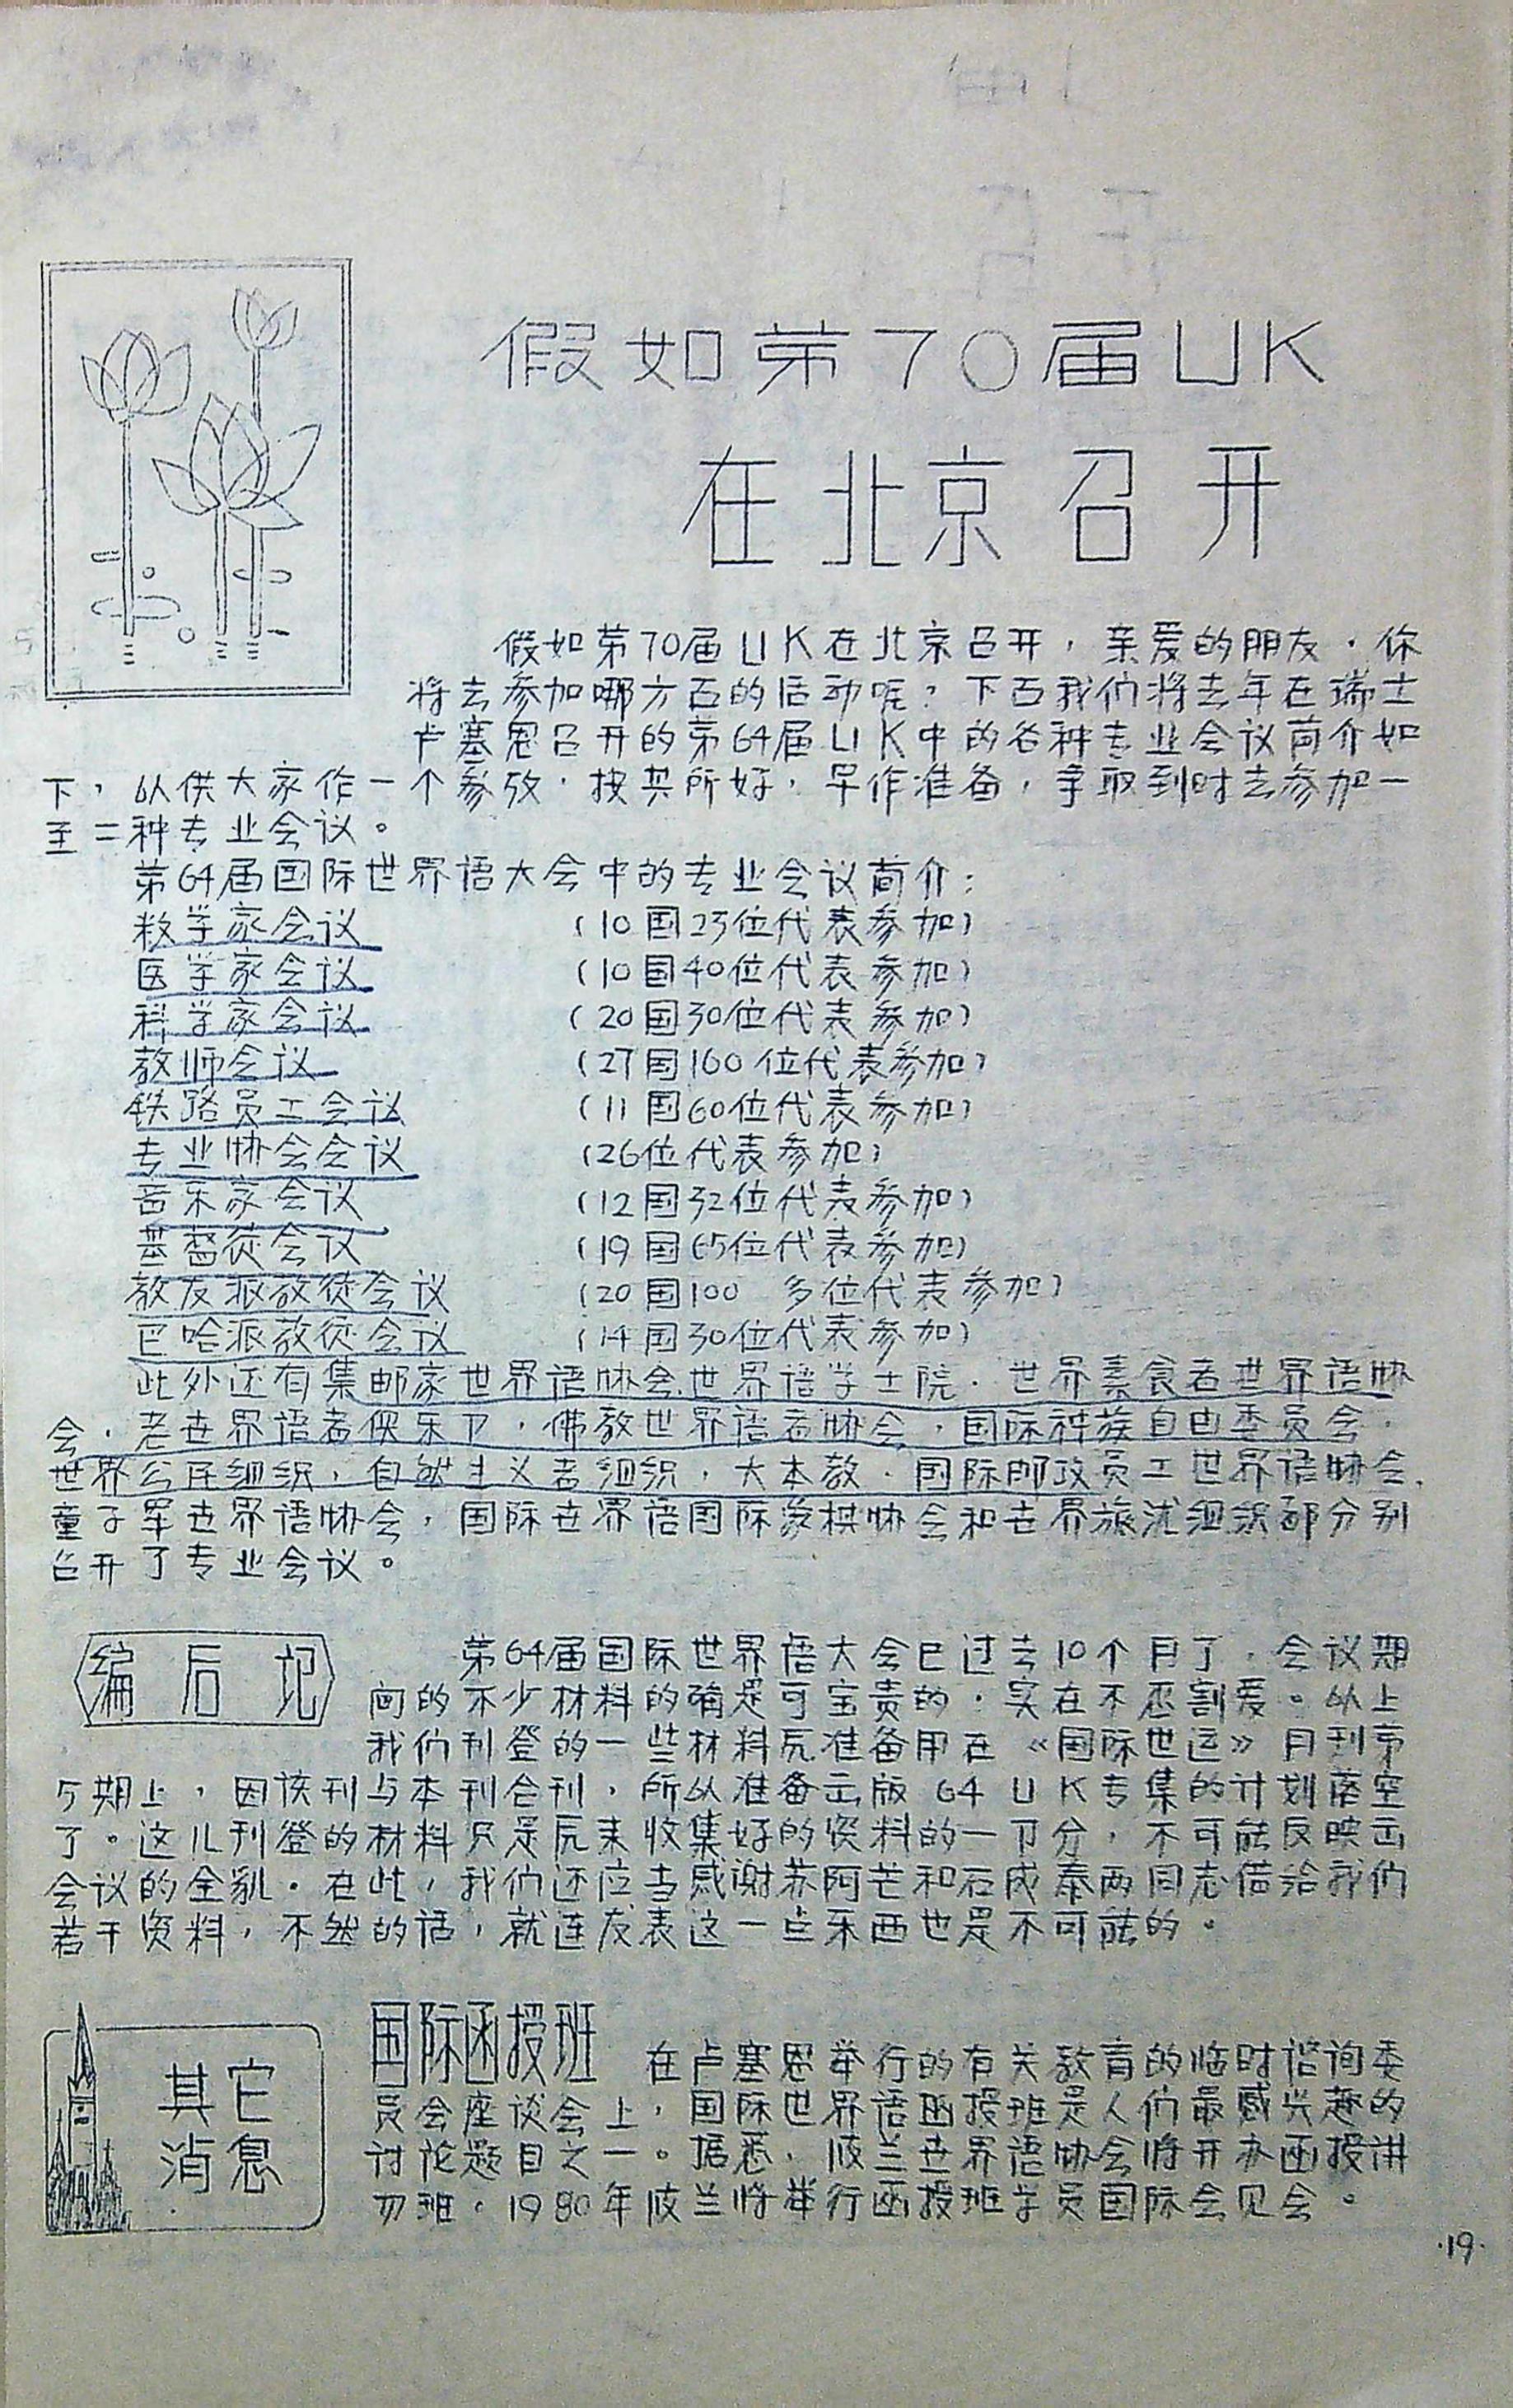 假如第70届UK
在北京召开
假如第70届UK在北京召开，亲爱的朋友，你
将去参加哪方面的活动呢？下面我们将去年在瑞士
卢塞恩召开的第64届UK中的各种专业会议简介如
下，以供大家作一个参攷，按其所好，早作准备，争取到时去参加一
至二种专业会议。
第64届国际世界语大会中的专业会议简介：
数学家会议 （10国23位代表参加）
医学家会议 （10国40位代表参加）
科学家会议 （20国30位代表参加）
教师会议 （27国160位代表参加）
铁路员工会议 （11国60位代表参加）
专业协会会议 （26位代表参加）
音乐家会议 （12国32位代表参加）
基督徒会议 （19国65位代表参加）
教友派教徒会议 （20国100多位代表参加）
巴哈派教徒会议 （14国30位代表参加）
此外还有集邮家世界语协会，世界语学士院，世界素食者世界语协
会，老世界语者俱乐卩，佛教世界语者协会，国际种族自由委员会，
世界公民组织，自然主义者组织，大本教，国际邮政员工世界语协会，
童子军世界语协会，国际世界语国际象棋协会和世界旅游组织都分别
召开了专业会议。
编后记
第64届国际世界语大会已过去10个月了，会议期
间的不少材料的确是可宝贵的，实在不忍割爱。以上
我们刊登的一些材料原准备用在《国际世运》月刊第
5期上，因该刊与本刊合刊，所以准备出版64UK专集的计划落空
了。这儿刊登的材料只是原来收集好的资料的一卩分，不可能反映出
会议的全貌。在此，我们还应当感谢苏阿芒和石成泰两同志借给我们
若干资料，不然的话，就连发表这一点东西也是不可能的。
其它
消息
国际函授班
在卢塞恩举行的有关教育的临时谘询委
员会座谈会上，国际世界语函授班是人们最感兴趣的
讨论题目之一。据悉，波兰世界语协会将开办函授讲
习班，1980年波兰将举行函授班学员国际会见会。
·19·